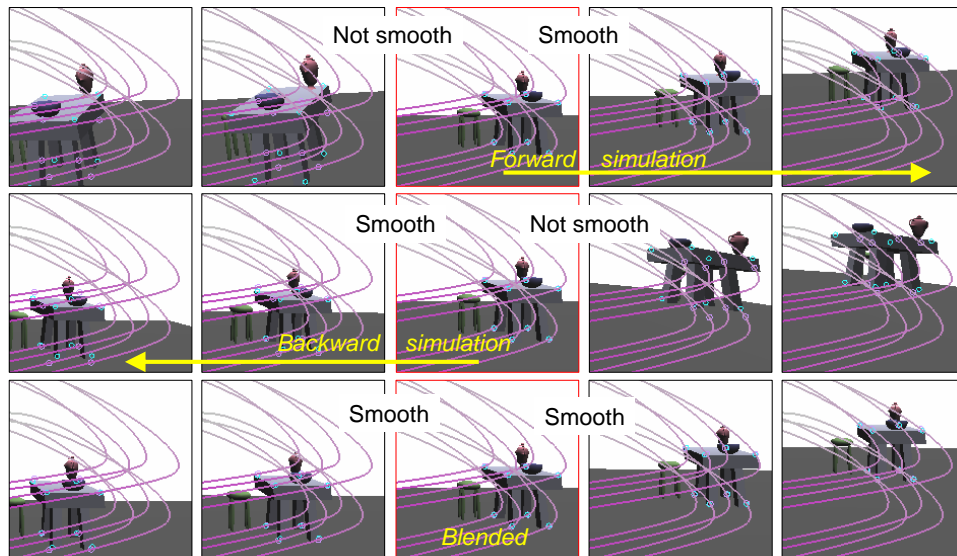 Not smooth Smooth
Forward simulation
Smooth Not smooth
Backward simulation
Smooth Smooth
Blended